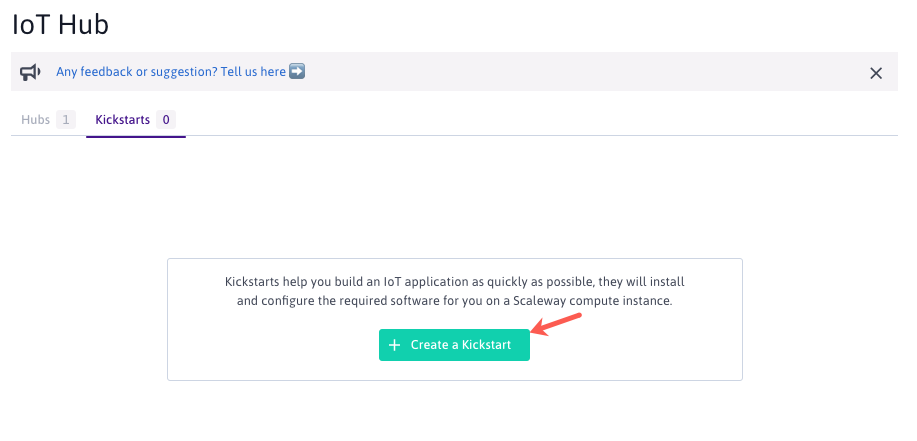 IoT Hub
Any feedback or suggestion? Tell us here ➡️
Hubs 1 Kickstarts 0
Kickstarts help you build an IoT application as quickly as possible, they will install
and configure the required software for you on a Scaleway compute instance.
+ Create a Kickstart